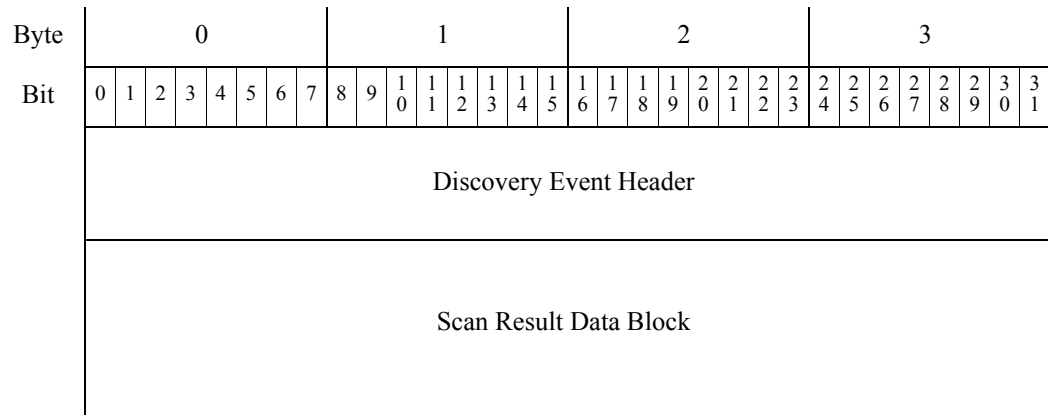 Byte 0 1 2 3
Bit 0 1 2 3 4 5 6 7 8 9 10 11 12 13 14 15 16 17 18 19 20 21 22 23 24 25 26 27 28 29 30 31
Discovery Event Header
Scan Result Data Block